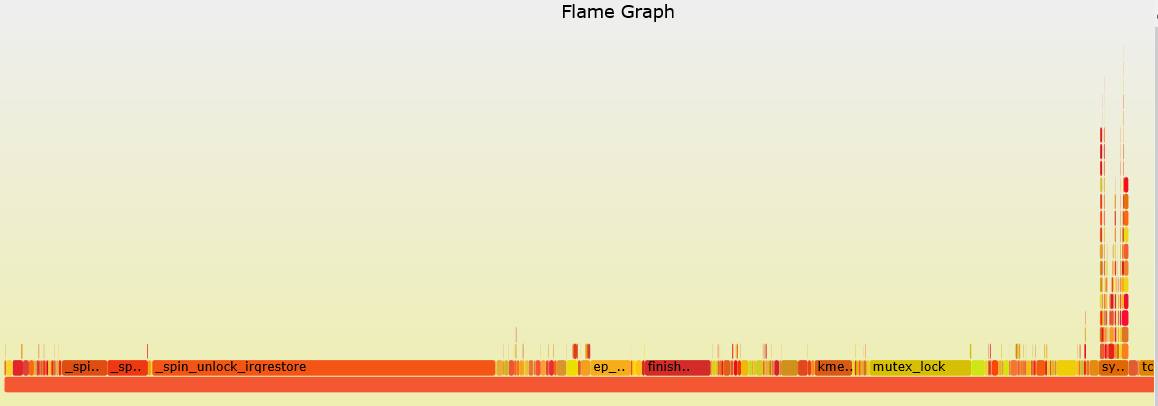 Flame Graph
_spi..
_sp..
_spin_unlock_irqrestore
ep_..
finish..
kme..
mutex_lock
sy..
tc